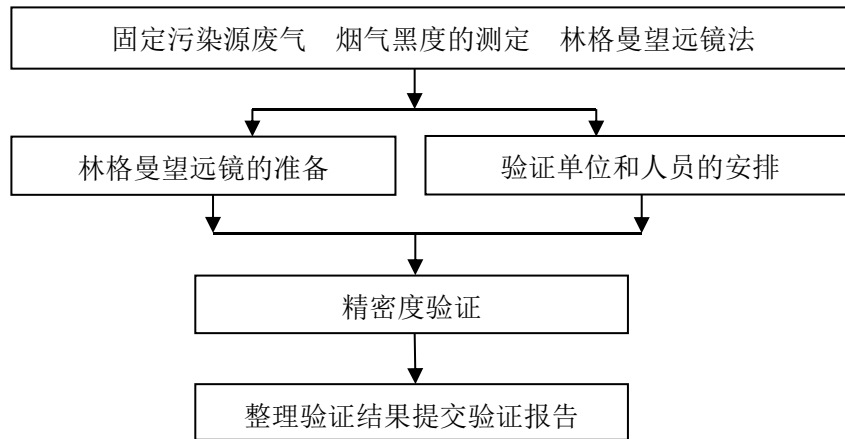 固定污染源废气　烟气黑度的测定　林格曼望远镜法
林格曼望远镜的准备
验证单位和人员的安排
精密度验证
整理验证结果提交验证报告